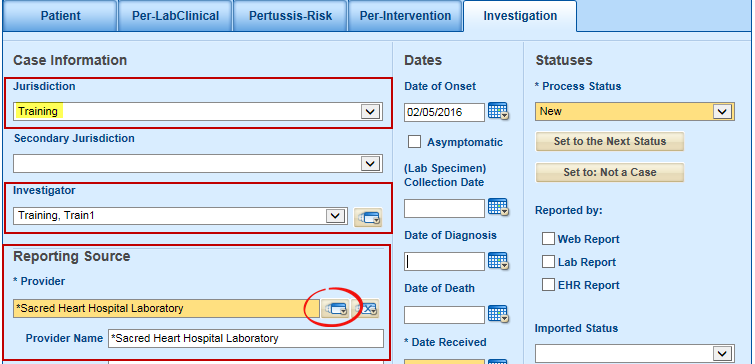 Patient
Per-LabClinical
Pertussis-Risk
Per-Intervention
Investigation
Case Information
Jurisdiction
Training
Secondary Jurisdiction
Investigator
Training, Train1
Reporting Source
* Provider
*Sacred Heart Hospital Laboratory
Provider Name *Sacred Heart Hospital Laboratory
Dates
Date of Onset
02/05/2016
Asymptomatic
(Lab Specimen)
Collection Date
Date of Diagnosis
Date of Death
* Date Received
Statuses
* Process Status
New
Set to the Next Status
Set to: Not a Case
Reported by:
Web Report
Lab Report
EHR Report
Imported Status